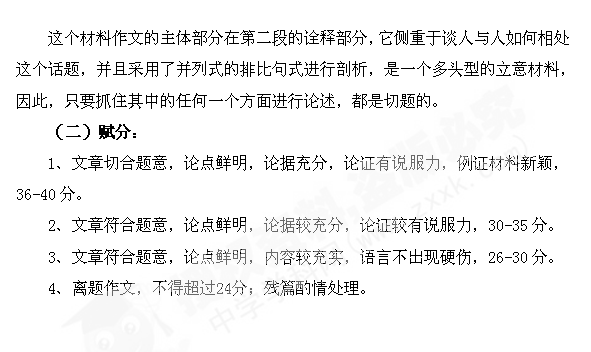 这个材料作文的主体部分在第二段的诠释部分，它侧重于谈人与人如何相处
这个话题，并且采用了并列式的排比句式进行剖析，是一个多头型的立意材料，
因此，只要抓住其中的任何一个方面进行论述，都是切题的。
（二）赋分：
1、文章切合题意，论点鲜明，论据充分，论证有说服力，例证材料新颖，
36-40 分。
2、文章符合题意，论点鲜明，论据较充分，论证较有说服力，30-35 分。
3、文章符合题意，论点鲜明，内容较充实，语言不出现硬伤，26-30 分。
4、离题作文，不得超过24分；残篇酌情处理。